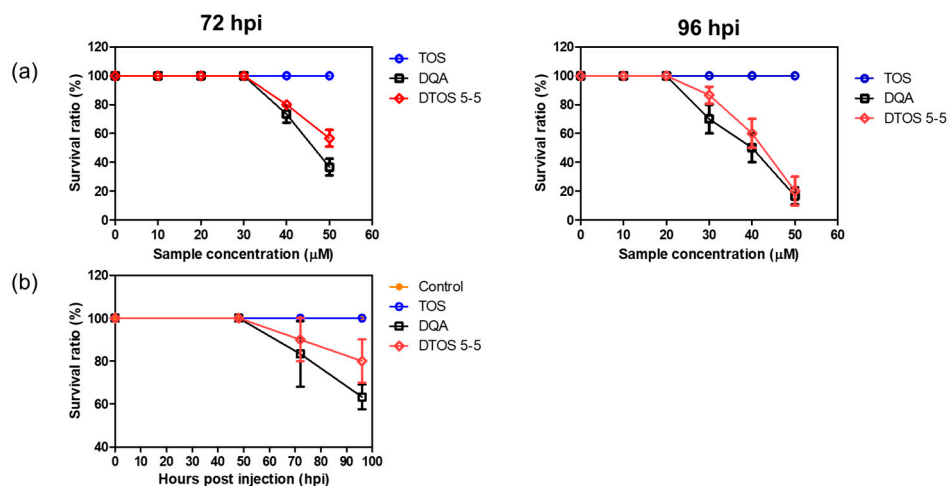 72 hpi
96 hpi
(a)
120
100
80
60
40
20
0
Survival ratio (%)
0 10 20 30 40 50 60
Sample concentration (μM)
TOS
DQA
DTOS 5-5
120
100
80
60
40
20
0
Survival ratio (%)
0 10 20 30 40 50 60
Sample concentration (μM)
TOS
DQA
DTOS 5-5
(b)
120
100
80
60
40
Survival ratio (%)
0 10 20 30 40 50 60 70 80 90 100
Hours post injection (hpi)
Control
TOS
DQA
DTOS 5-5